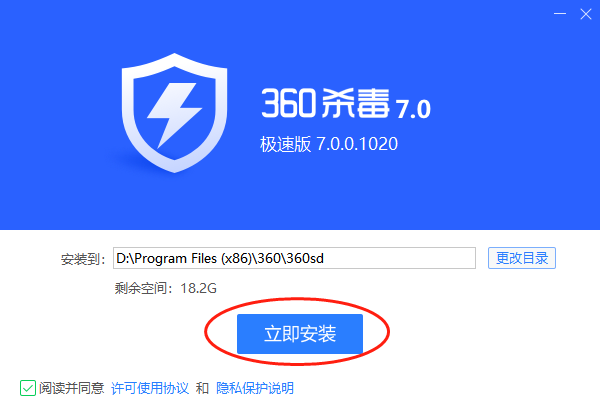 360杀毒7.0
极速版 7.0.0.1020
安装到: D:\Program Files (x86)\360\360sd 更改目录
剩余空间: 18.2G
立即安装
阅读并同意 许可使用协议 和 隐私保护说明